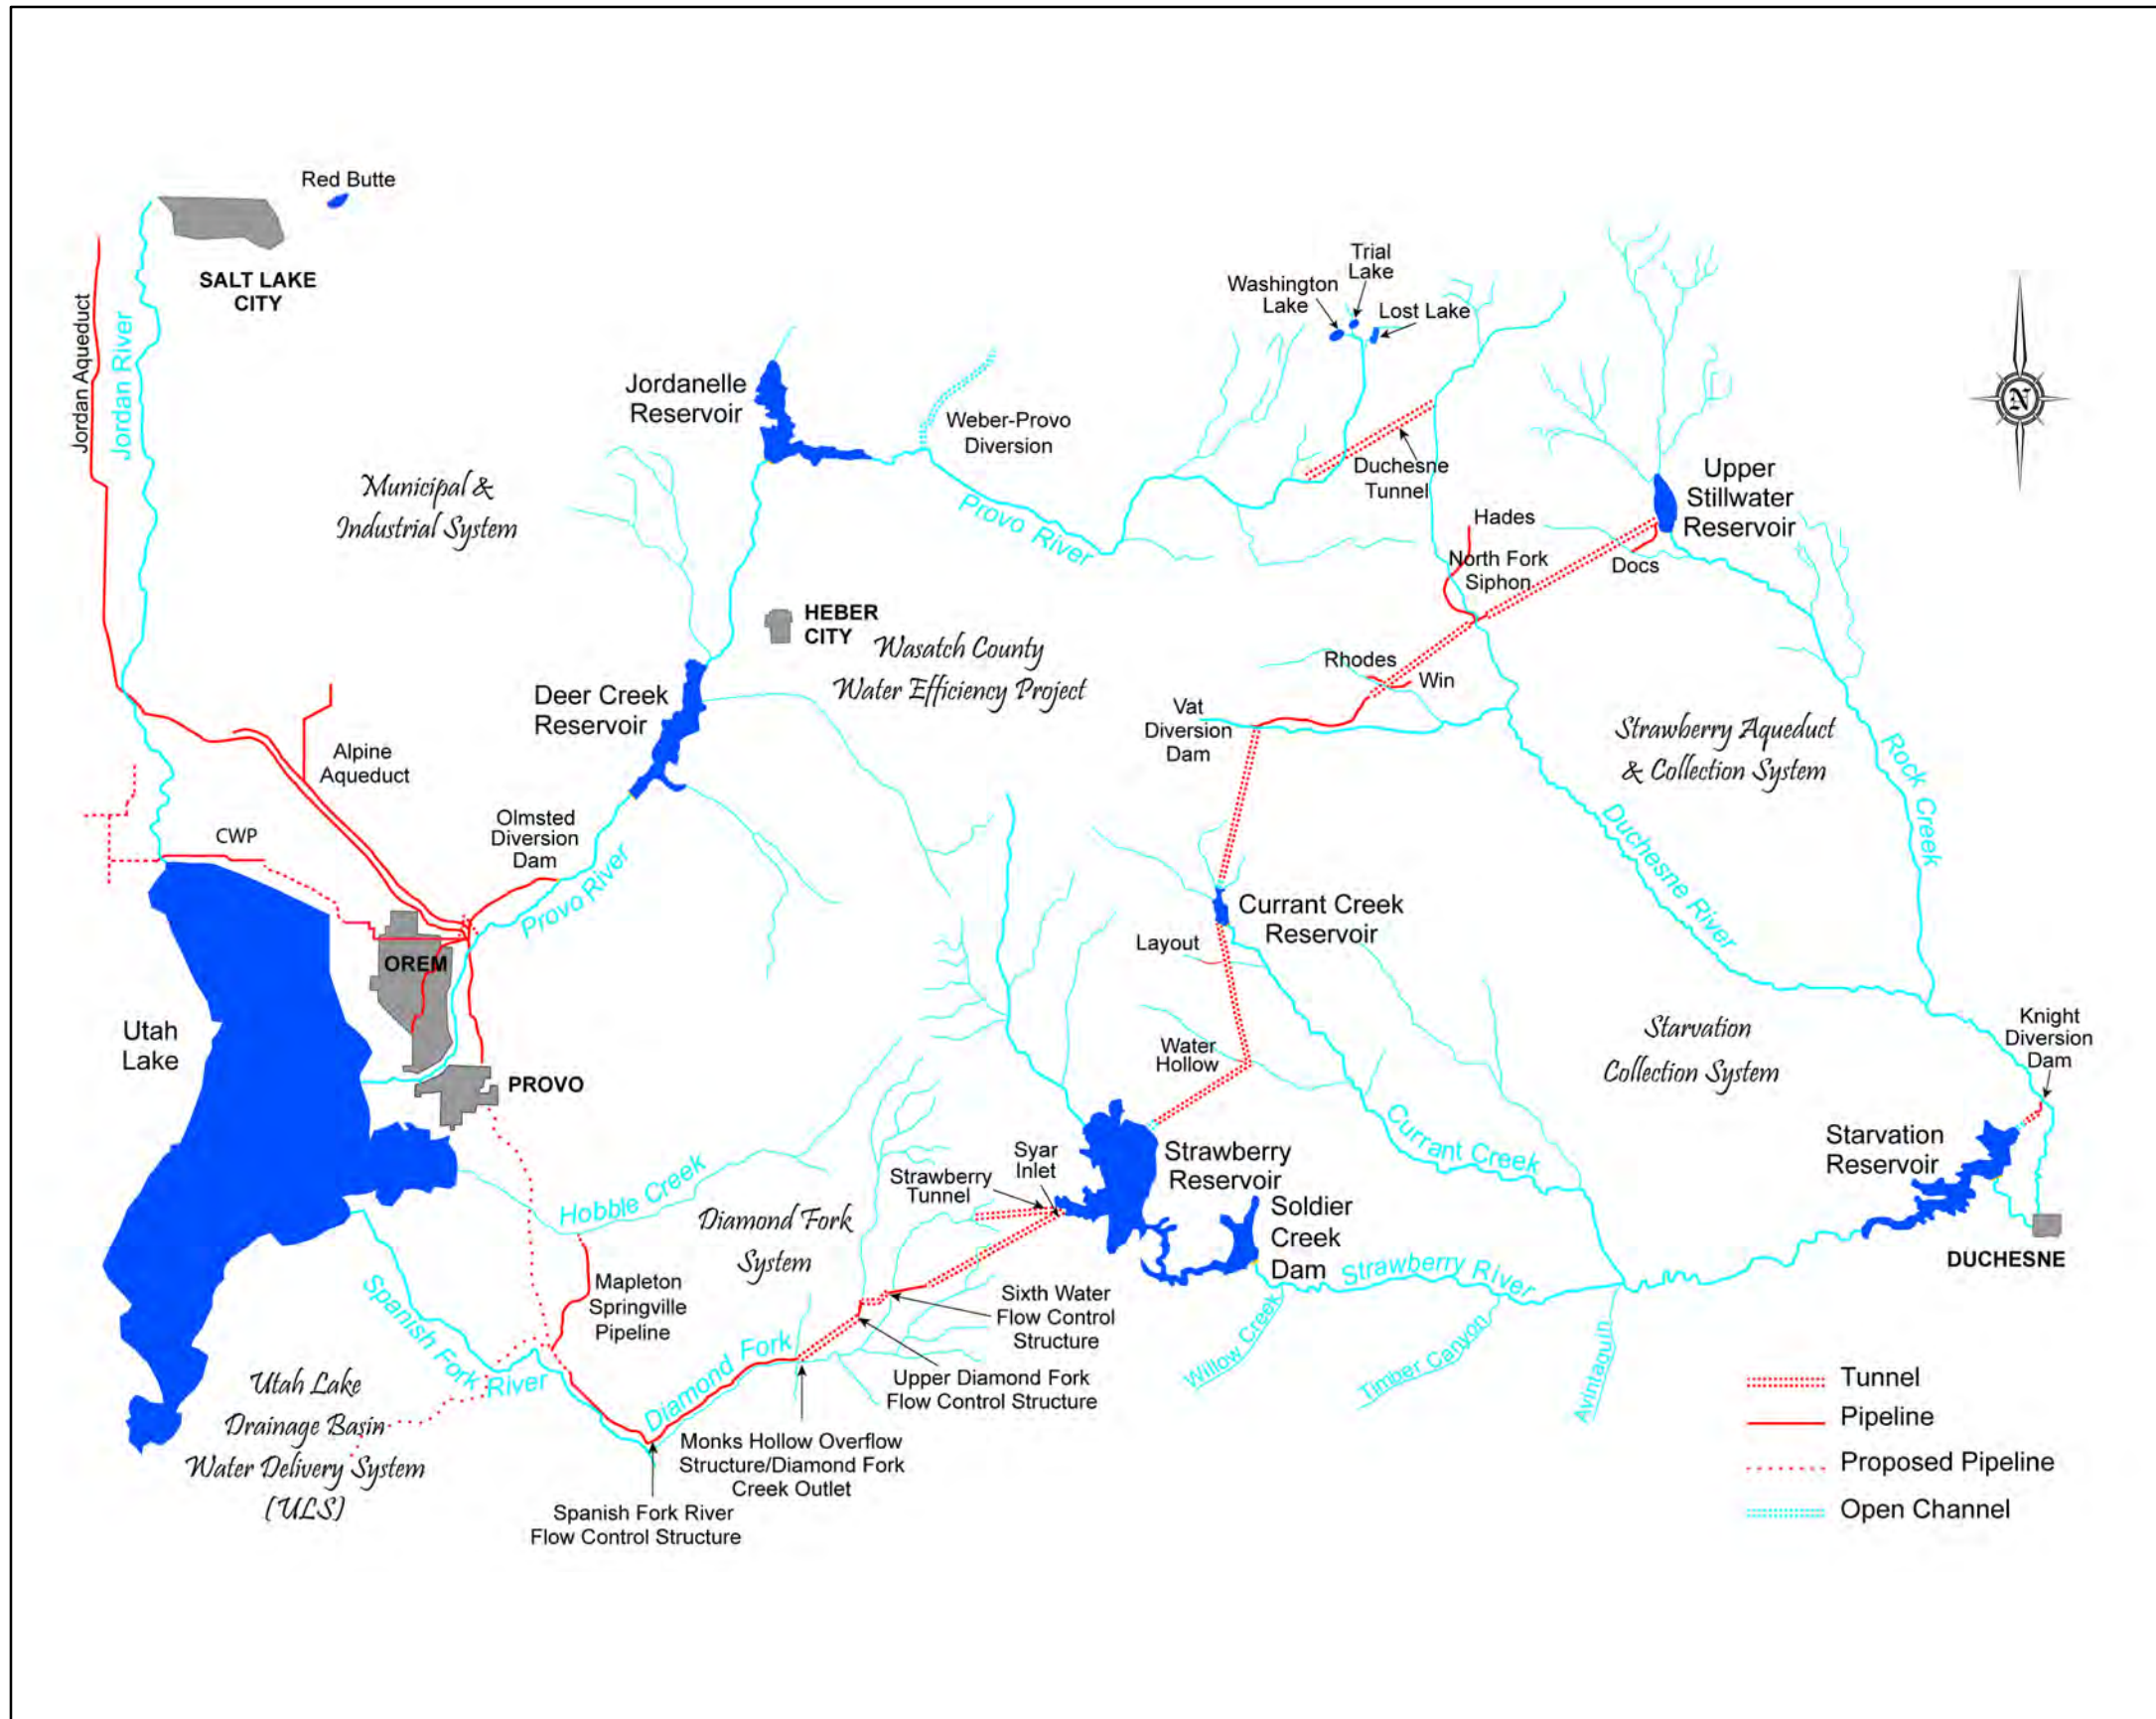 Red Butte
SALT LAKE
CITY
Jordan Aqueduct
Jordan River
Trial
Lake
Washington
Lake
Lost Lake
Jordanelle
Reservoir
Weber-Provo
Diversion
Duchesne
Tunnel
Upper
Stillwater
Reservoir
N
Municipal &
Industrial System
Provo River
Hades
North Fork
Siphon
Docs
HEBER
CITY
Wasatch County
Water Efficiency Project
Rhodes
Win
Deer Creek
Reservoir
Vat
Diversion
Dam
Strawberry Aqueduct
& Collection System
Rock Creek
Alpine
Aqueduct
Olmsted
Diversion
Dam
CWP
Provo River
Duchesne River
Currant Creek
Reservoir
Layout
OREM
Utah
Lake
Water
Hollow
Starvation
Collection System
Knight
Diversion
Dam
PROVO
Currant Creek
Starvation
Reservoir
Strawberry
Reservoir
Syar
Inlet
Strawberry
Tunnel
Hobble Creek
Diamond Fork
System
Soldier
Creek
Dam
Strawberry River
DUCHESNE
Mapleton
Springville
Pipeline
Sixth Water
Flow Control
Structure
Spanish Fork River
Diamond Fork
Willow Creek
Timber Canyon
Avintaquin
Upper Diamond Fork
Flow Control Structure
Utah Lake
Drainage Basin
Water Delivery System
(ULS)
Monks Hollow Overflow
Structure/Diamond Fork
Creek Outlet
Spanish Fork River
Flow Control Structure
Tunnel
Pipeline
Proposed Pipeline
Open Channel